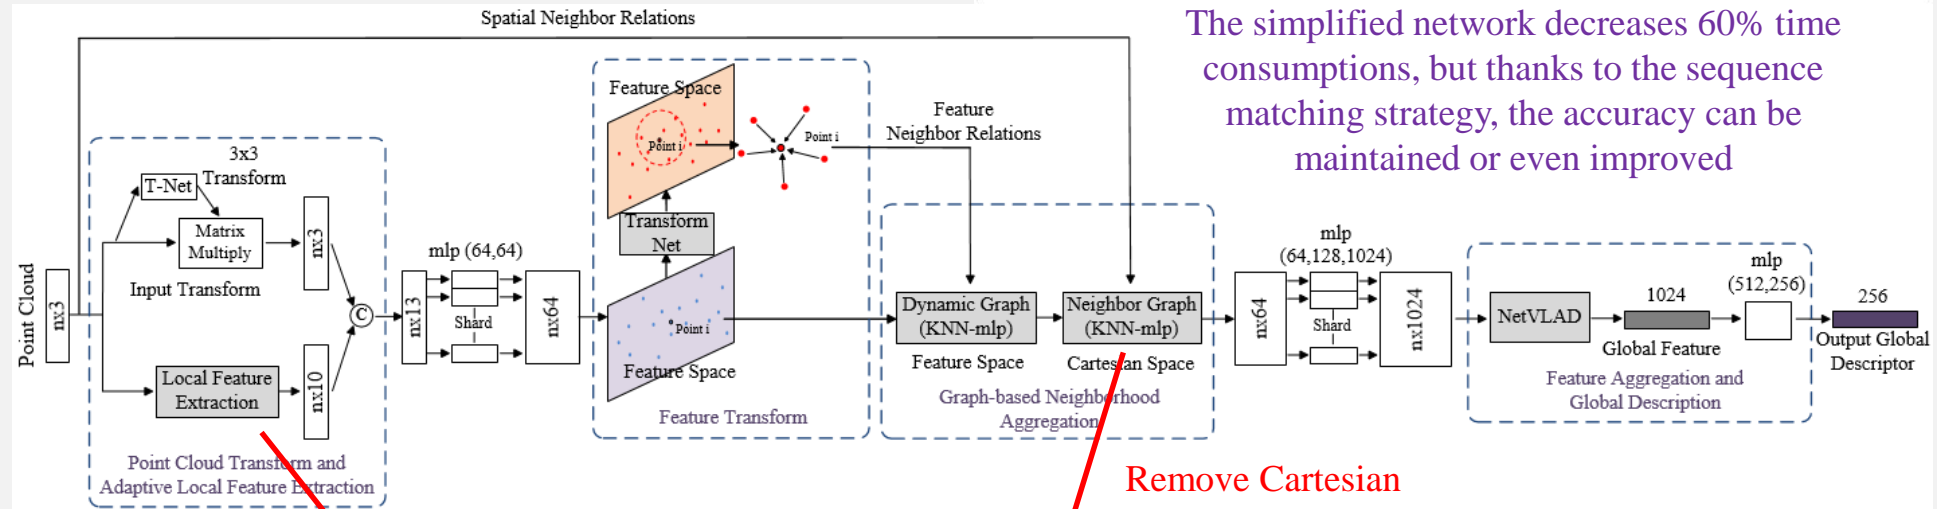 Spatial Neighbor Relations
The simplified network decreases 60% time
consumptions, but thanks to the sequence
matching strategy, the accuracy can be
maintained or even improved
Point Cloud
nx3
3x3
Transform
T-Net
Matrix
Multiply
Input Transform
nx3
Local Feature
Extraction
nx10
C
Point Cloud Transform and
Adaptive Local Feature Extraction
mlp (64,64)
nx13
Shard
nx64
Feature Space
Point i
Point i
Transform
Net
Point i
Feature Space
Feature Transform
Feature
Neighbor Relations
Dynamic Graph
(KNN-mlp)
Feature Space
Neighbor Graph
(KNN-mlp)
Cartesian Space
Graph-based Neighborhood
Aggregation
Remove Cartesian
mlp
(64,128,1024)
nx64
Shard
nx1024
NetVLAD
1024
Global Feature
mlp
(512,256)
Feature Aggregation and
Global Description
256
Output Global
Descriptor